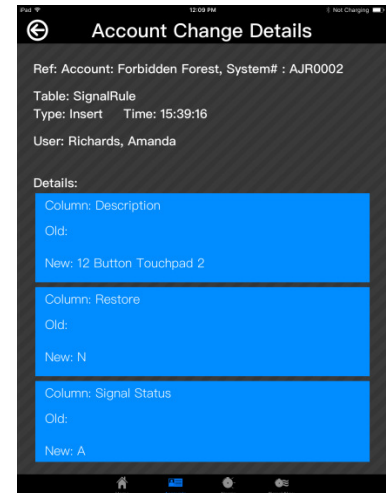 iPad
12:09 PM
Not Charging
Account Change Details
Ref: Account: Forbidden Forest, System# : AJR0002
Table: SignalRule
Type: Insert Time: 15:39:16
User: Richards, Amanda
Details:
Column: Description
Old:
New: 12 Button Touchpad 2
Column: Restore
Old:
New: N
Column: Signal Status
Old:
New: A